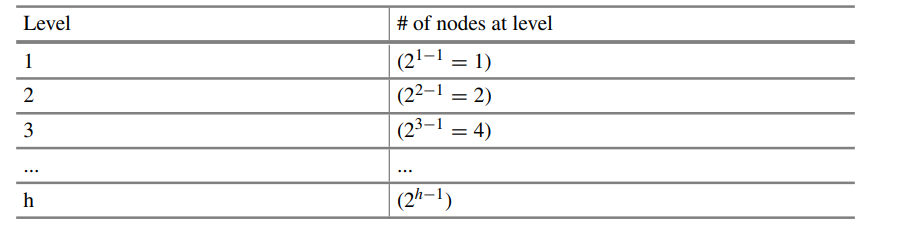 Level # of nodes at level
1 (2^{1−1} = 1)
2 (2^{2−1} = 2)
3 (2^{3−1} = 4)
... ...
h (2^{h−1})